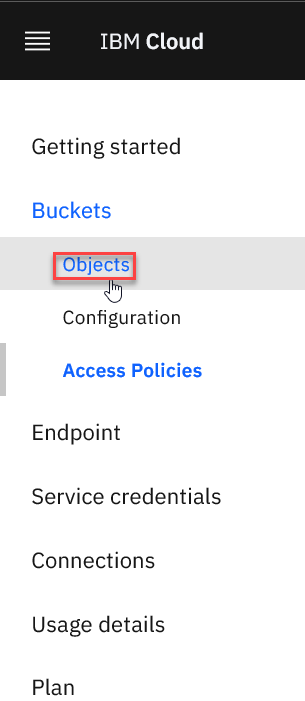 IBM Cloud
Getting started
Buckets
Objects
Configuration
Access Policies
Endpoint
Service credentials
Connections
Usage details
Plan